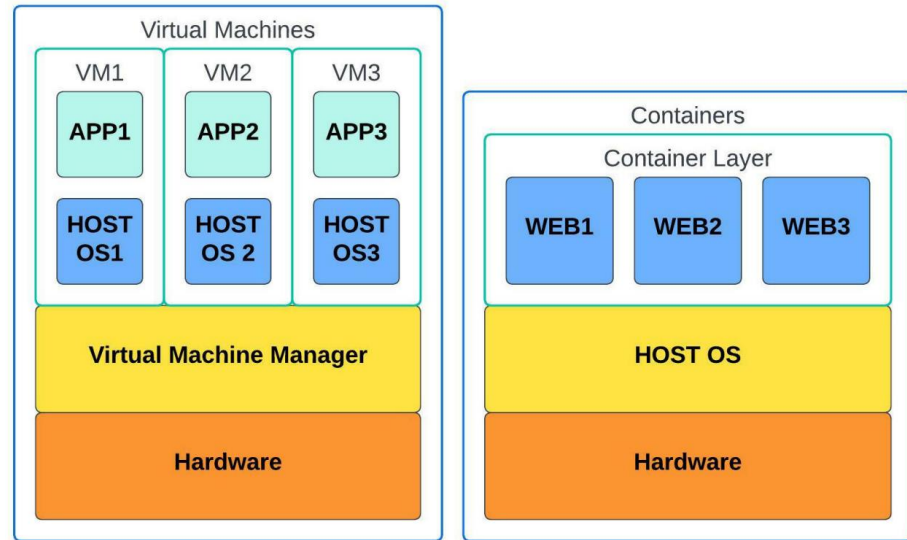 Virtual Machines
VM1
VM2
VM3
APP1
APP2
APP3
HOST
OS1
HOST
OS 2
HOST
OS3
Virtual Machine Manager
Hardware
Containers
Container Layer
WEB1
WEB2
WEB3
HOST OS
Hardware